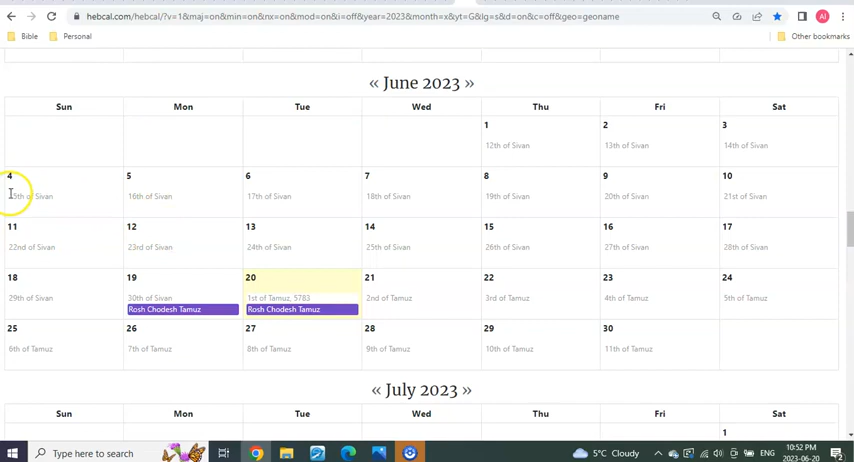 hebcal.com/hebcal/?v=1&maj=on&min=on&nx=on&mod=on&i=off&year=2023&month=x&yt=G&lg=s&d=on&c=off&geo=geoname
AI
Bible
Personal
Other bookmarks
« June 2023 »
Sun Mon Tue Wed Thu Fri Sat
1 2 3
12th of Sivan 13th of Sivan 14th of Sivan
4 5 6 7 8 9 10
15th of Sivan 16th of Sivan 17th of Sivan 18th of Sivan 19th of Sivan 20th of Sivan 21st of Sivan
11 12 13 14 15 16 17
22nd of Sivan 23rd of Sivan 24th of Sivan 25th of Sivan 26th of Sivan 27th of Sivan 28th of Sivan
18 19 20 21 22 23 24
29th of Sivan 30th of Sivan 1st of Tamuz, 5783 2nd of Tamuz 3rd of Tamuz 4th of Tamuz 5th of Tamuz
Rosh Chodesh Tamuz Rosh Chodesh Tamuz
25 26 27 28 29 30
6th of Tamuz 7th of Tamuz 8th of Tamuz 9th of Tamuz 10th of Tamuz 11th of Tamuz
« July 2023 »
Sun Mon Tue Wed Thu Fri Sat
1
Type here to search
5°C Cloudy
ENG
10:52 PM
2023-06-20
2